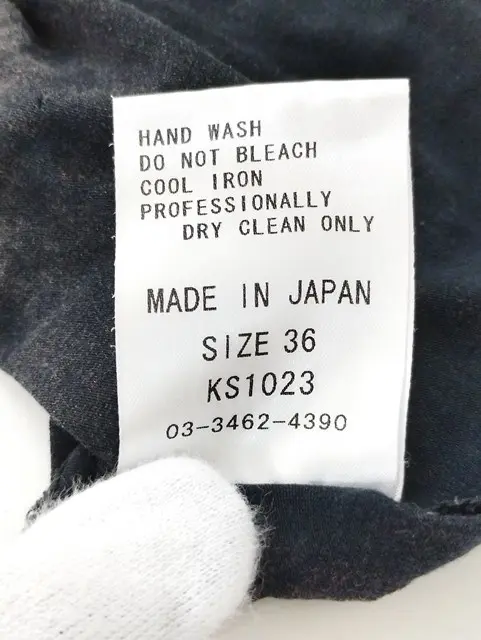 HAND WASH
DO NOT BLEACH
COOL IRON
PROFESSIONALLY
DRY CLEAN ONLY
MADE IN JAPAN
SIZE 36
KS1023
03-3462-4390